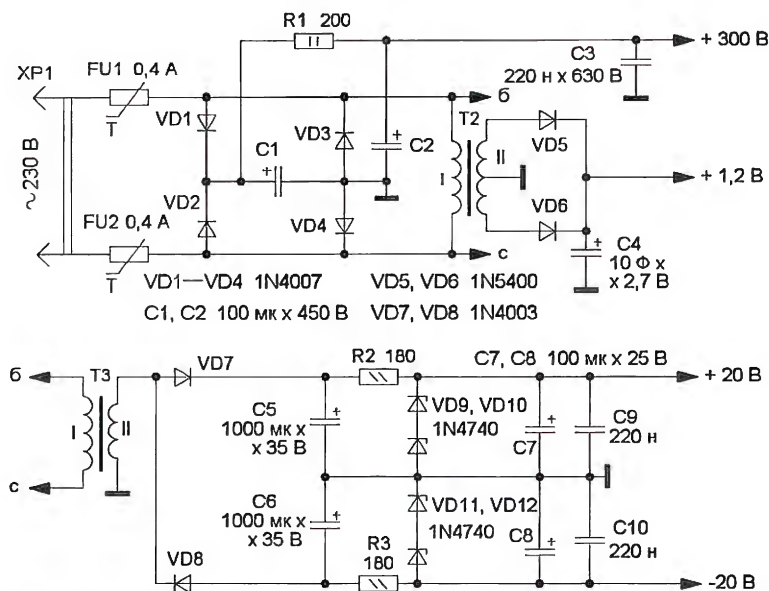 R1 200
+ 300 В
XP1
FU1 0,4 А
С3
220 н х 630 В
б
Т
VD1
VD3
T2
VD5
C1
+
+
C2
~230 В
I
II
+ 1,2 В
VD2
FU2 0,4 А
VD4
VD6
+
С4
10 Ф х
х 2,7 В
Т
с
VD1—VD4 1N4007
VD5, VD6 1N5400
C1, C2 100 мк х 450 В
VD7, VD8 1N4003
R2 180
C7, C8 100 мк х 25 В
б
T3
VD7
+ 20 В
I
II
C5
1000 мк х
х 35 В
+
VD9, VD10
1N4740
+
C7
C9
220 н
с
C6
1000 мк х
х 35 В
+
VD11, VD12
1N4740
+
C8
C10
220 н
VD8
R3
180
-20 В